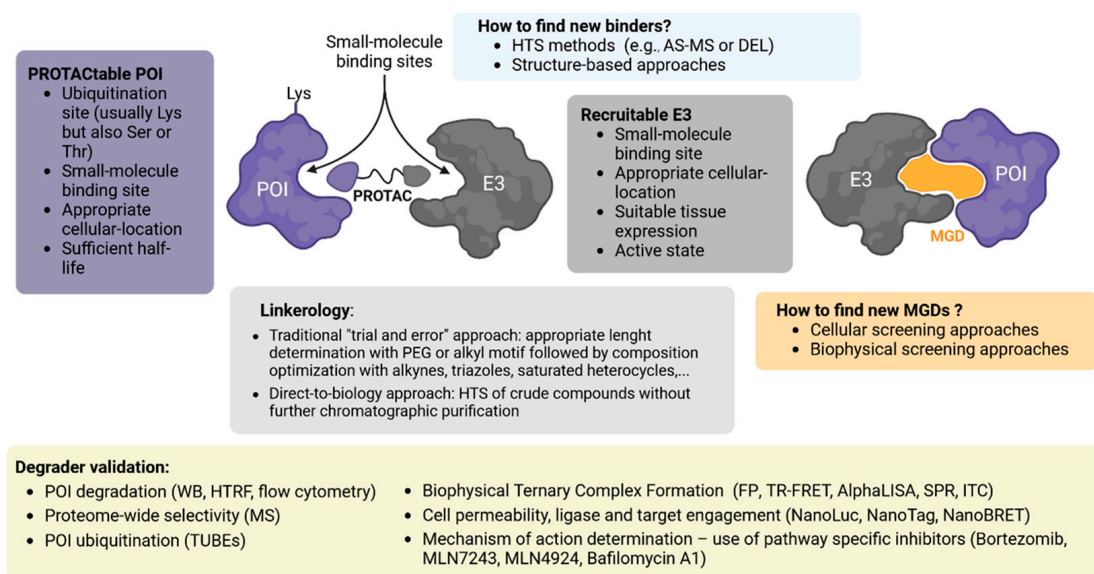 How to find new binders?
• HTS methods (e.g., AS-MS or DEL)
• Structure-based approaches
Small-molecule
binding sites
PROTACtable POI
• Ubiquitination
site (usually Lys
but also Ser or
Thr)
• Small-molecule
binding site
• Appropriate
cellular-location
• Sufficient half-
life
Lys
POI
PROTAC
E3
Recruitable E3
• Small-molecule
binding site
• Appropriate cellular-
location
• Suitable tissue
expression
• Active state
E3
POI
MGD
Linkerology:
• Traditional "trial and error" approach: appropriate lenght
determination with PEG or alkyl motif followed by composition
optimization with alkynes, triazoles, saturated heterocycles,...
• Direct-to-biology approach: HTS of crude compounds without
further chromatographic purification
How to find new MGDs ?
• Cellular screening approaches
• Biophysical screening approaches
Degrader validation:
• POI degradation (WB, HTRF, flow cytometry)
• Proteome-wide selectivity (MS)
• POI ubiquitination (TUBEs)
• Biophysical Ternary Complex Formation (FP, TR-FRET, AlphaLISA, SPR, ITC)
• Cell permeability, ligase and target engagement (NanoLuc, NanoTag, NanoBRET)
• Mechanism of action determination – use of pathway specific inhibitors (Bortezomib,
MLN7243, MLN4924, Bafilomycin A1)